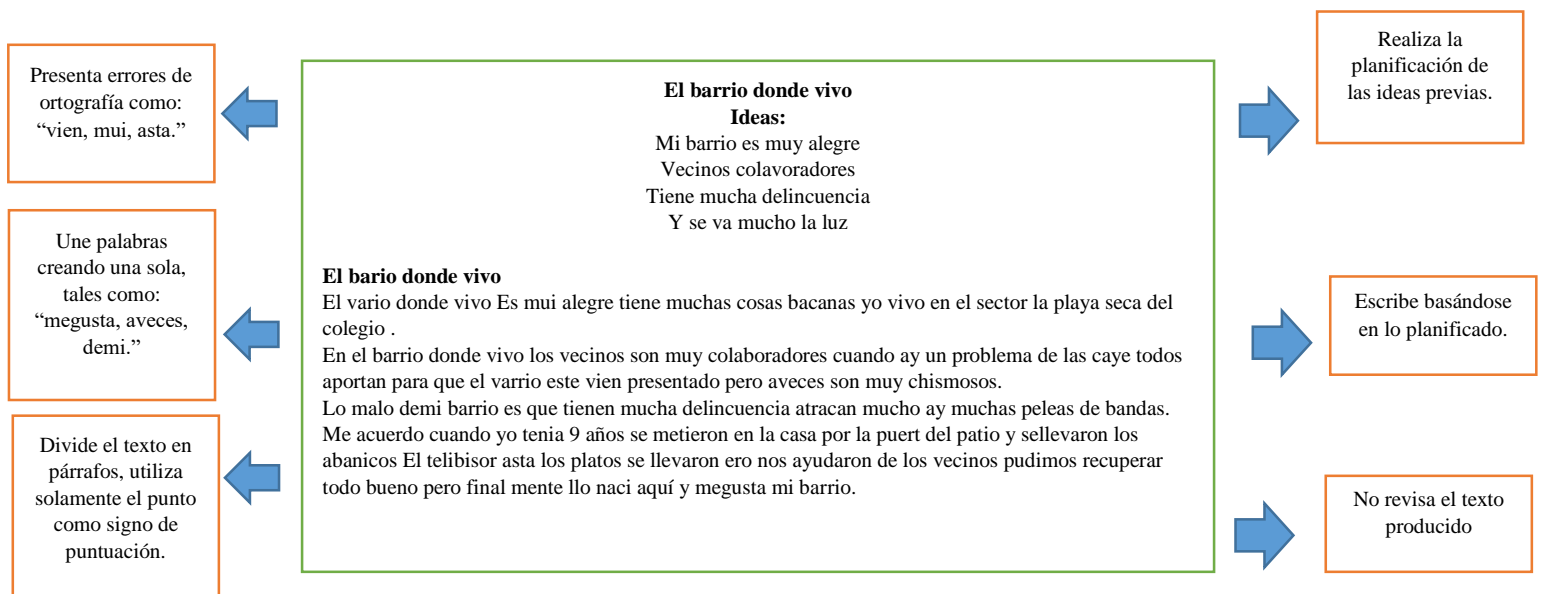 Presenta errores de
ortografía como:
“vien, mui, asta.”
Une palabras
creando una sola,
tales como:
“megusta, aveces,
demi.”
Divide el texto en
párrafos, utiliza
solamente el punto
como signo de
puntuación.
El barrio donde vivo
Ideas:
Mi barrio es muy alegre
Vecinos colavoradores
Tiene mucha delincuencia
Y se va mucho la luz
El bario donde vivo
El vario donde vivo Es mui alegre tiene muchas cosas bacanas yo vivo en el sector la playa seca del
colegio .
En el barrio donde vivo los vecinos son muy colaboradores cuando ay un problema de las caye todos
aportan para que el varrio este vien presentado pero aveces son muy chismosos.
Lo malo demi barrio es que tienen mucha delincuencia atracan mucho ay muchas peleas de bandas.
Me acuerdo cuando yo tenia 9 años se metieron en la casa por la puert del patio y sellevaron los
abanicos El telibisor asta los platos se llevaron ero nos ayudaron de los vecinos pudimos recuperar
todo bueno pero final mente llo naci aquí y megusta mi barrio.
Realiza la
planificación de
las ideas previas.
Escribe basándose
en lo planificado.
No revisa el texto
producido